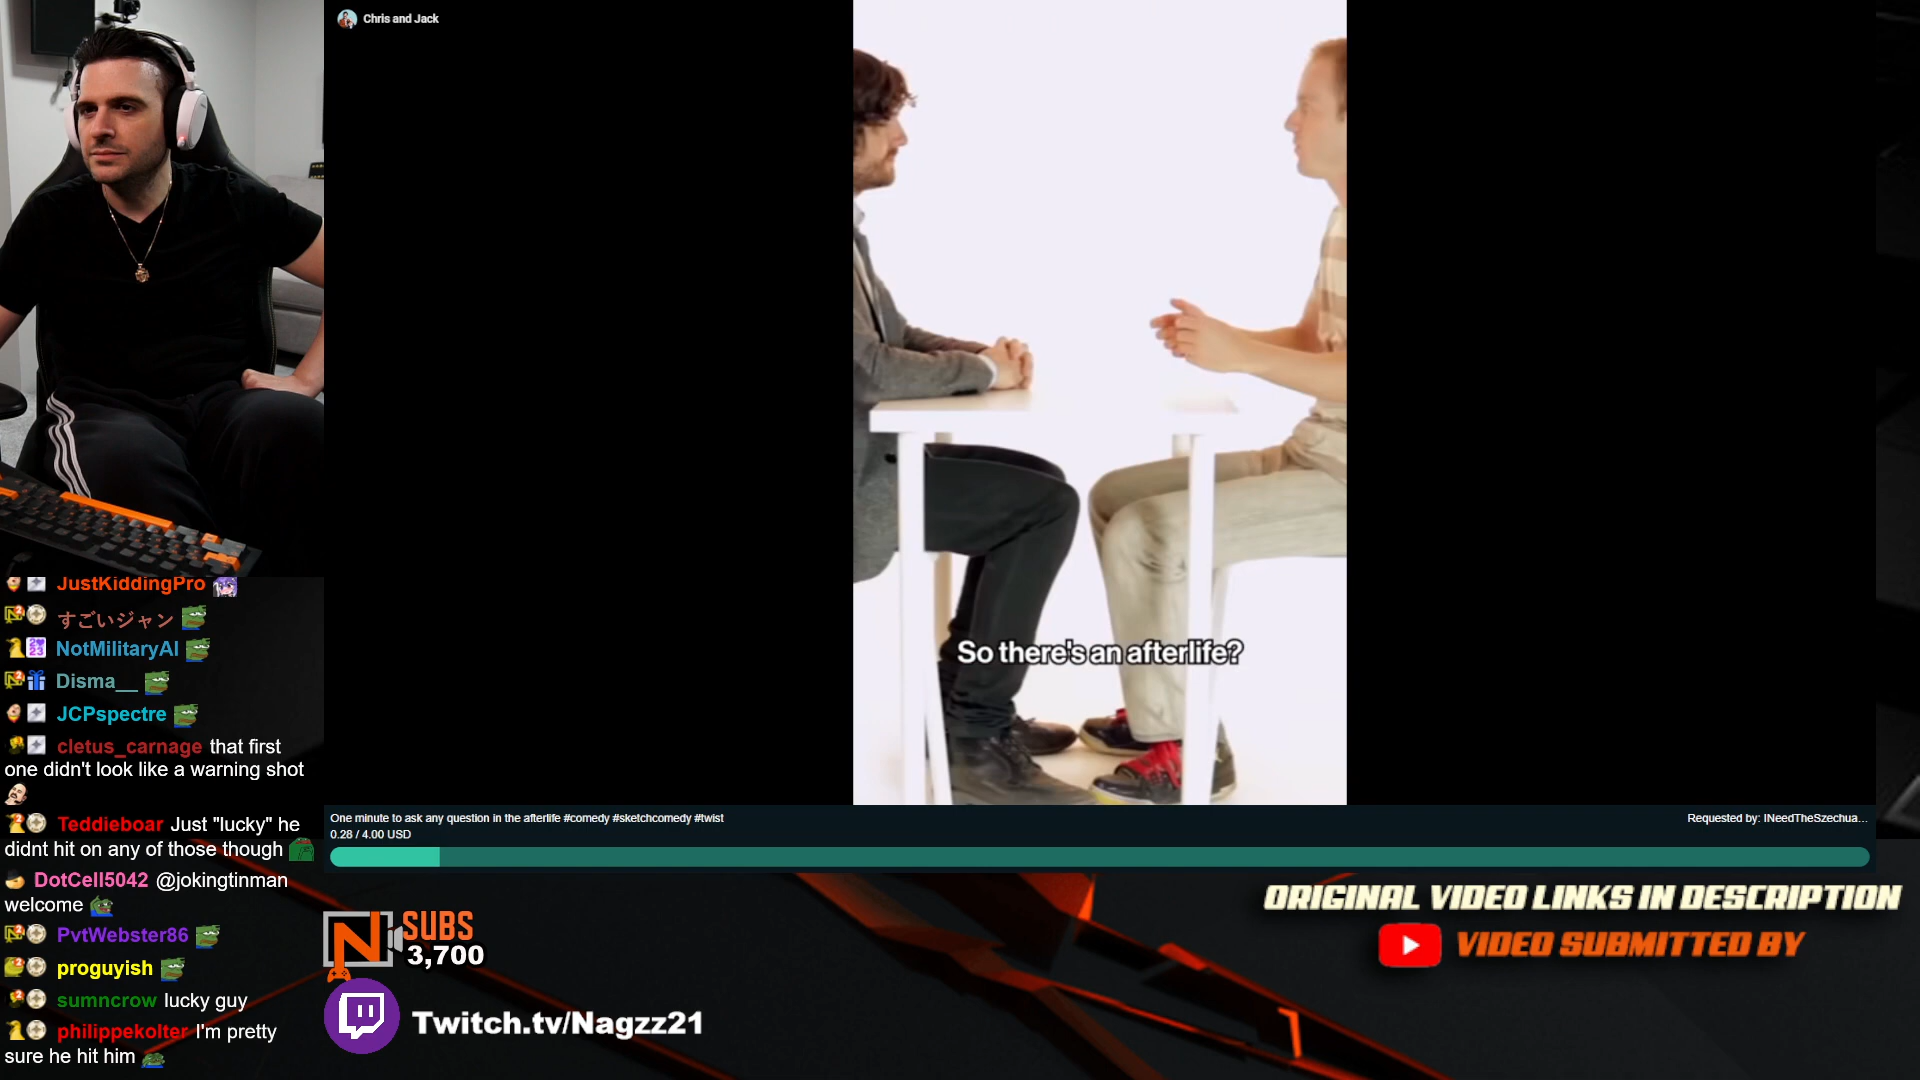 Chris and Jack
So there's an afterlife?
JustKiddingPro
すごいジャン
NotMilitaryAI
Disma__
JCPspectre
cletus_carnage that first
one didn't look like a warning shot
Teddieboar Just "lucky" he
didnt hit on any of those though
DotCell5042 @jokingtinman
welcome
PvtWebster86
proguyish
sumncrow lucky guy
philippekolter I'm pretty
sure he hit him
One minute to ask any question in the afterlife #comedy #sketchcomedy #twist
Requested by: INeedTheSzechua...
0.28 / 4.00 USD
N SUBS
3,700
Twitch.tv/Nagzz21
ORIGINAL VIDEO LINKS IN DESCRIPTION
VIDEO SUBMITTED BY